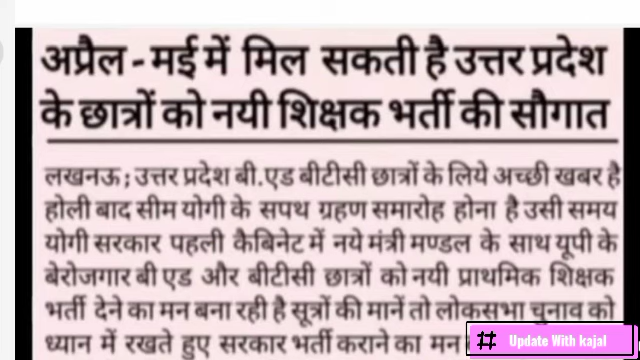 अप्रैल - मई में मिल सकती है उत्तर प्रदेश
के छात्रों को नयी शिक्षक भर्ती की सौगात
लखनऊ ; उत्तर प्रदेश बी.एड बीटीसी छात्रों के लिये अच्छी खबर है
होली बाद सीम योगी के सपथ ग्रहण समारोह होना है उसी समय
योगी सरकार पहली कैबिनेट में नये मंत्री मण्डल के साथ यूपी के
बेरोजगार बी एड और बीटीसी छात्रों को नयी प्राथमिक शिक्षक
भर्ती देने का मन बना रही है सूत्रों की मानें तो लोकसभा चुनाव को
ध्यान में रखते हुए सरकार भर्ती कराने का मन
# Update With kajal